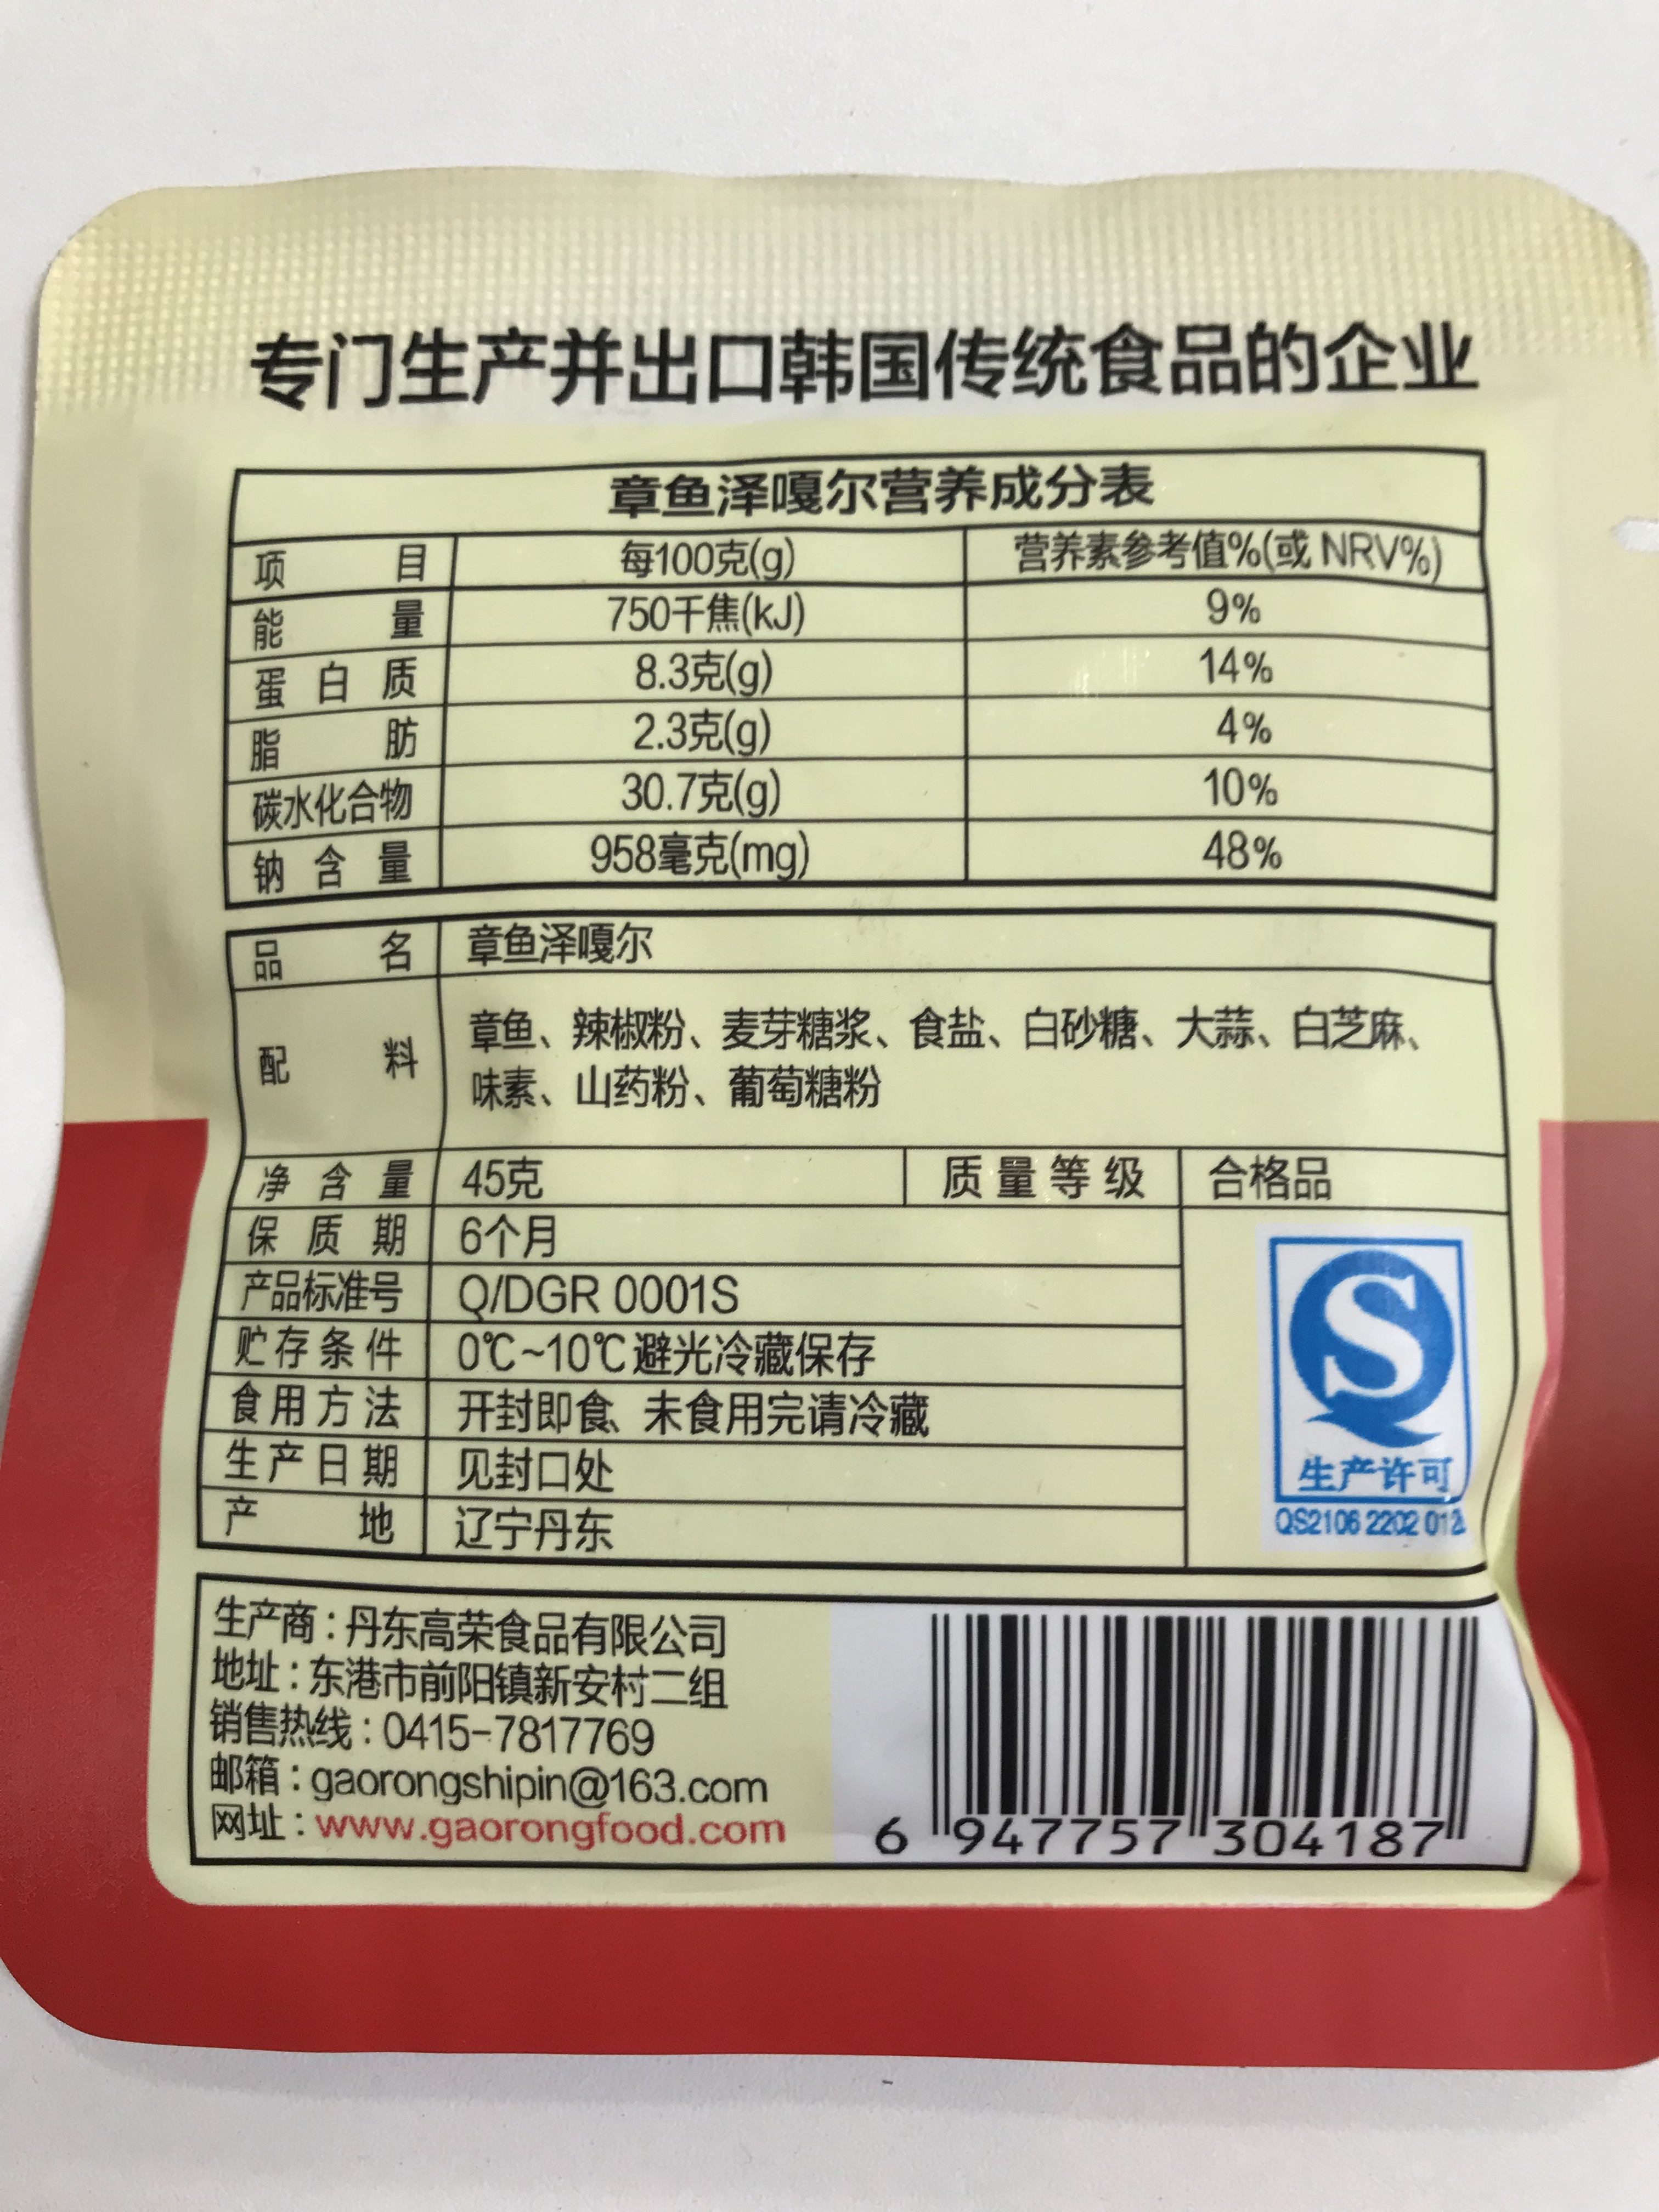 专门生产并出口韩国传统食品的企业
章鱼泽嘎尔营养成分表
项目 每100克(g) 营养素参考值%(或 NRV%)
能量 750千焦(kJ) 9%
蛋白质 8.3克(g) 14%
脂肪 2.3克(g) 4%
碳水化合物 30.7克(g) 10%
钠含量 958毫克(mg) 48%
品名 章鱼泽嘎尔
配料 章鱼、辣椒粉、麦芽糖浆、食盐、白砂糖、大蒜、白芝麻、
味素、山药粉、葡萄糖粉
净含量 45克 质量等级 合格品
保质期 6个月
产品标准号 Q/DGR 0001S
贮存条件 0℃~10℃避光冷藏保存
食用方法 开封即食、未食用完请冷藏
生产日期 见封口处
产地 辽宁丹东
生产许可
QS2106 2202
生产商:丹东高荣食品有限公司
地址:东港市前阳镇新安村二组
销售热线:0415-7817769
邮箱:gaorongshipin@163.com
网址:www.gaorongfood.com
6 947757 304187